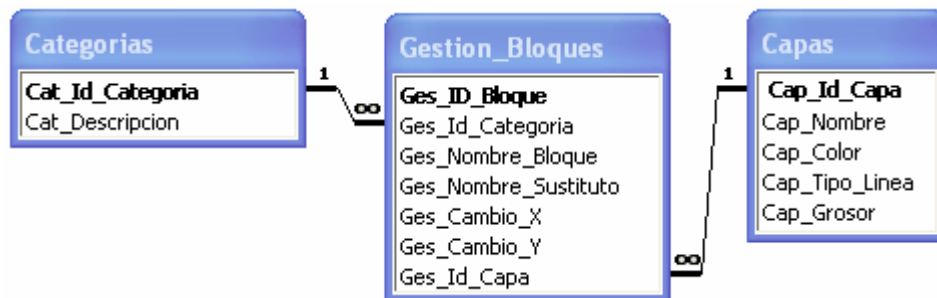 Categorias
Cat_Id_Categoria
Cat_Descripcion
1
∞
Gestion_Bloques
Ges_ID_Bloque
Ges_Id_Categoria
Ges_Nombre_Bloque
Ges_Nombre_Sustituto
Ges_Cambio_X
Ges_Cambio_Y
Ges_Id_Capa
1
∞
Capas
Cap_Id_Capa
Cap_Nombre
Cap_Color
Cap_Tipo_Linea
Cap_Grosor